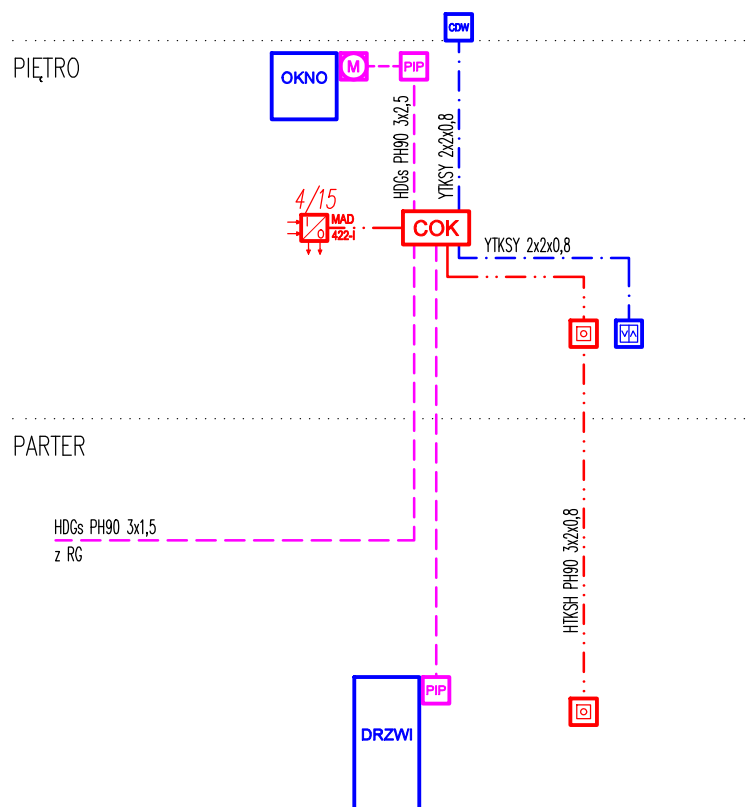 CDW
PIĘTRO
OKNO
M
PIP
HDGs PH90 3x2,5
YTKSY 2x2x0,8
4/15
I
O
MAD
422-I
COK
YTKSY 2x2x0,8
PARTER
HDGs PH90 3x1,5
z RG
HTKSH PH90 3x2x0,8
PIP
DRZWI